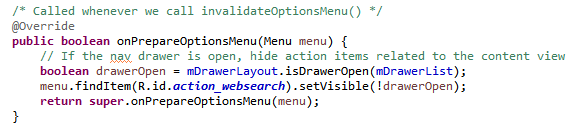 /* Called whenever we call invalidateOptionsMenu() */
@Override
public boolean onPrepareOptionsMenu(Menu menu) {
    // If the nav drawer is open, hide action items related to the content view
    boolean drawerOpen = mDrawerLayout.isDrawerOpen(mDrawerList);
    menu.findItem(R.id.action_websearch).setVisible(!drawerOpen);
    return super.onPrepareOptionsMenu(menu);
}